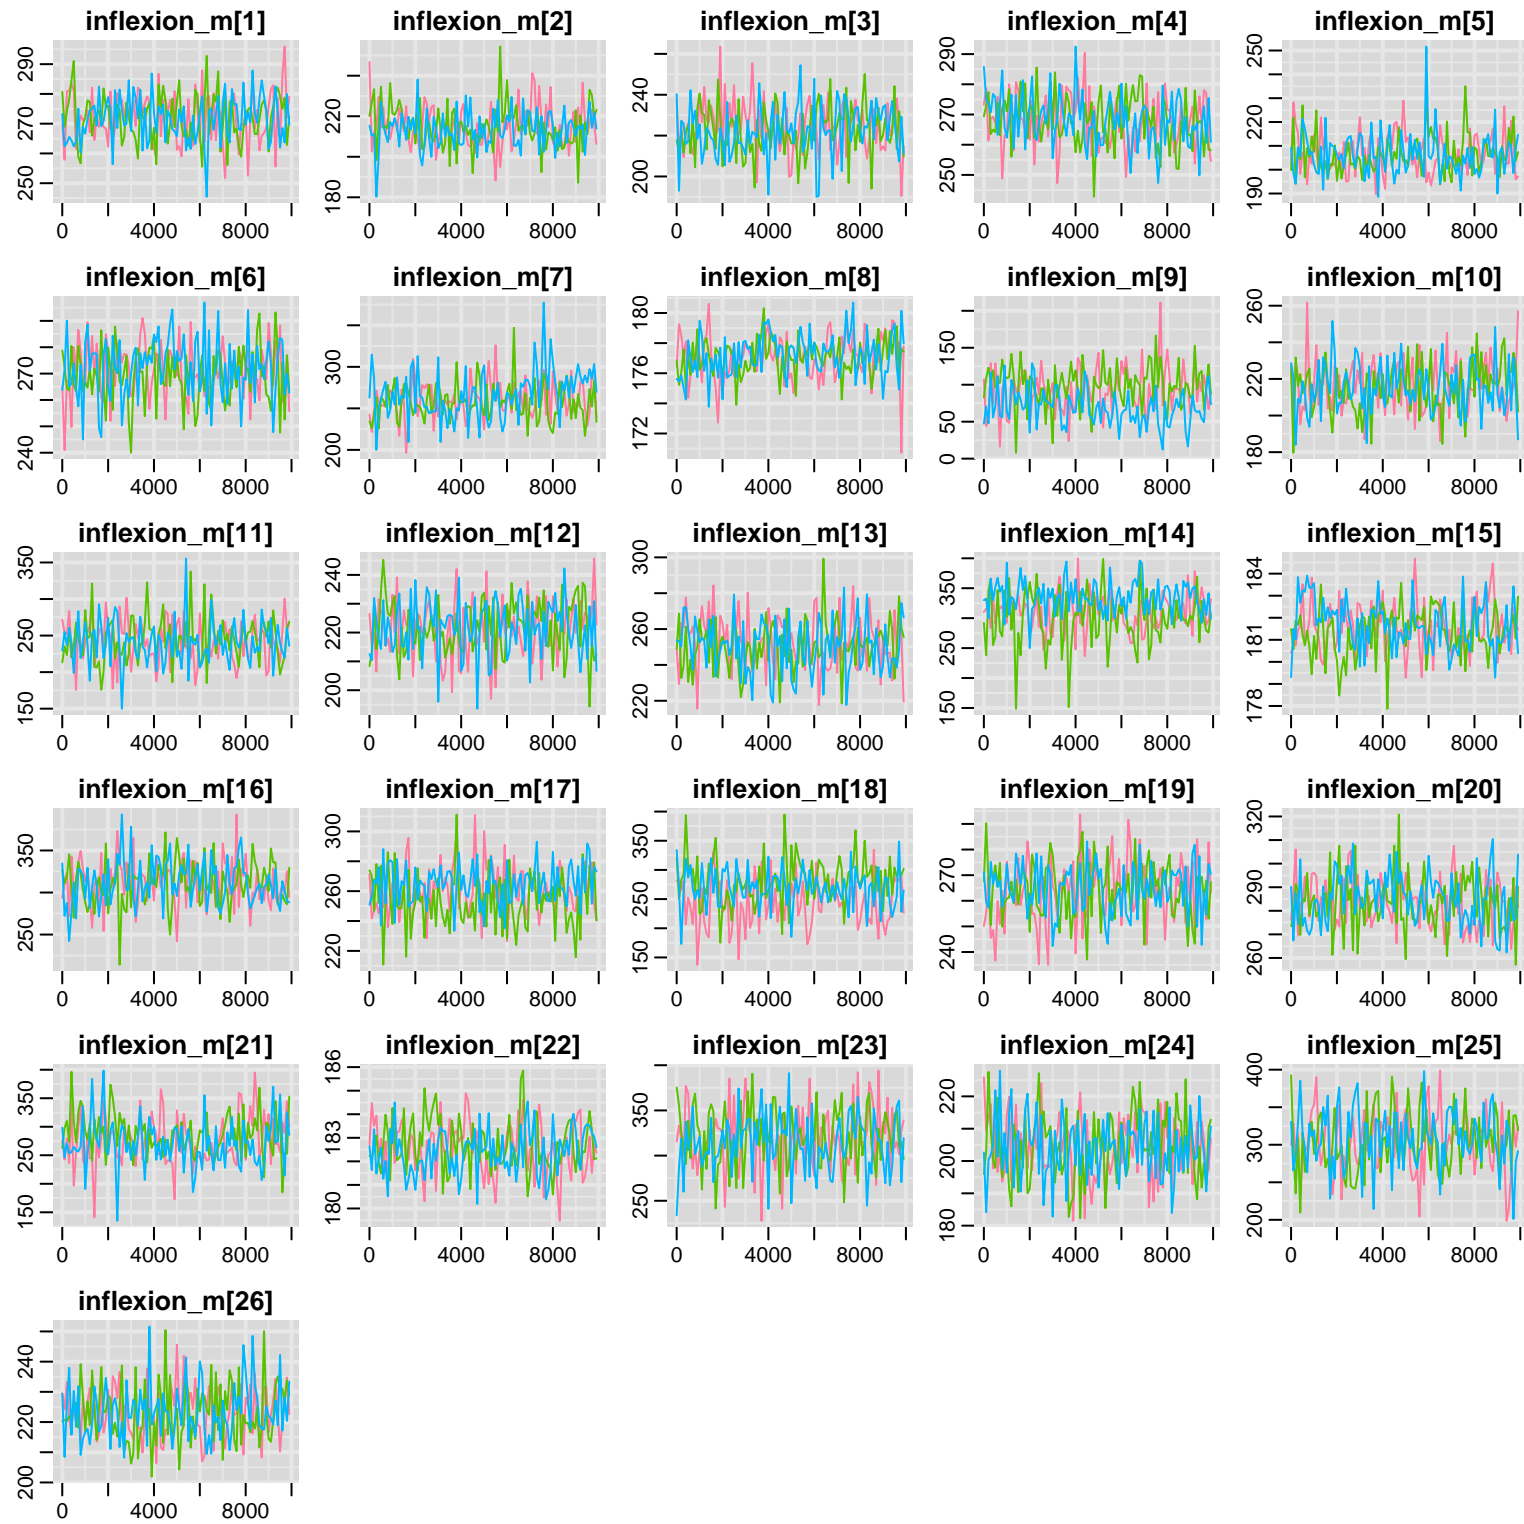 inflexion_m[1]
290
270
250
0 4000 8000
inflexion_m[2]
220
180
0 4000 8000
inflexion_m[3]
240
200
0 4000 8000
inflexion_m[4]
290
270
250
0 4000 8000
inflexion_m[5]
250
220
190
0 4000 8000
inflexion_m[6]
270
240
0 4000 8000
inflexion_m[7]
300
200
0 4000 8000
inflexion_m[8]
180
176
172
0 4000 8000
inflexion_m[9]
150
50
0
0 4000 8000
inflexion_m[10]
260
220
180
0 4000 8000
inflexion_m[11]
350
250
150
0 4000 8000
inflexion_m[12]
240
220
200
0 4000 8000
inflexion_m[13]
300
260
220
0 4000 8000
inflexion_m[14]
350
250
150
0 4000 8000
inflexion_m[15]
184
181
178
0 4000 8000
inflexion_m[16]
350
250
0 4000 8000
inflexion_m[17]
300
260
220
0 4000 8000
inflexion_m[18]
350
250
150
0 4000 8000
inflexion_m[19]
270
240
0 4000 8000
inflexion_m[20]
320
290
260
0 4000 8000
inflexion_m[21]
350
250
150
0 4000 8000
inflexion_m[22]
186
183
180
0 4000 8000
inflexion_m[23]
350
250
0 4000 8000
inflexion_m[24]
220
200
180
0 4000 8000
inflexion_m[25]
400
300
200
0 4000 8000
inflexion_m[26]
240
220
200
0 4000 8000